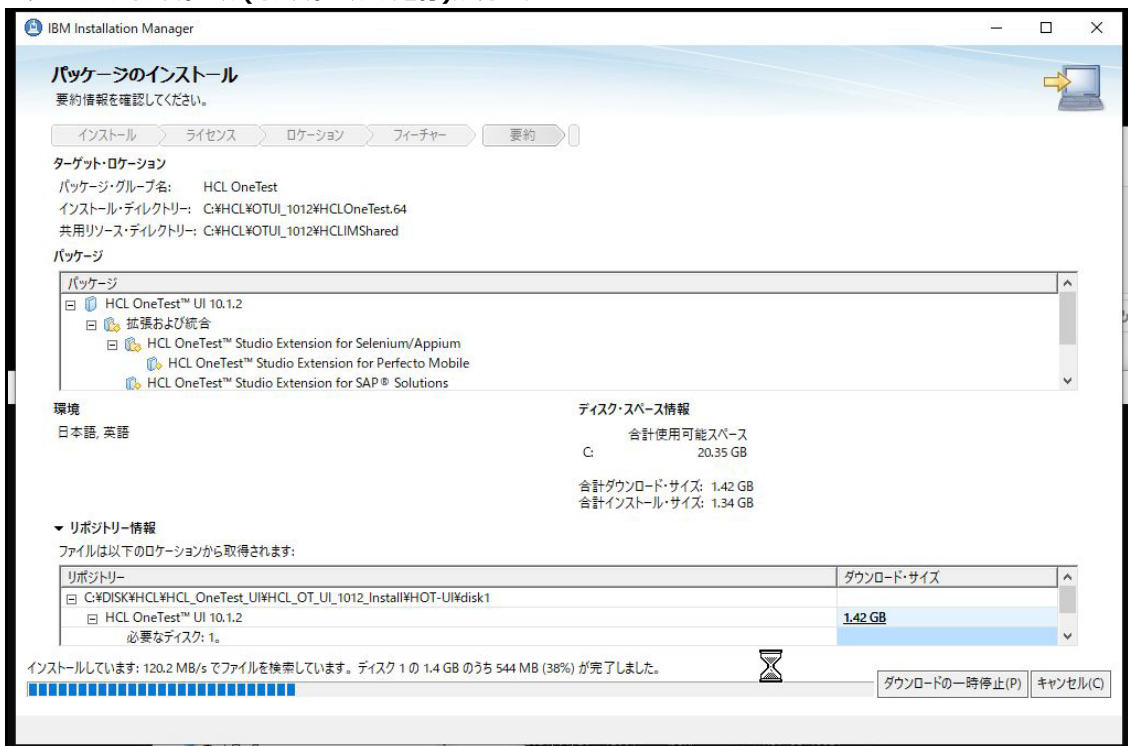 IBM Installation Manager
パッケージのインストール
要約情報を確認してください。
インストール ライセンス ロケーション フィーチャー 要約
ターゲット・ロケーション
パッケージ・グループ名: HCL OneTest
インストール・ディレクトリー: C:¥HCL¥OTUI_1012¥HCLOneTest.64
共用リソース・ディレクトリー: C:¥HCL¥OTUI_1012¥HCLIMShared
パッケージ
パッケージ
HCL OneTest™ UI 10.1.2
拡張および統合
HCL OneTest™ Studio Extension for Selenium/Appium
HCL OneTest™ Studio Extension for Perfecto Mobile
HCL OneTest™ Studio Extension for SAP® Solutions
環境
日本語, 英語
ディスク・スペース情報
合計使用可能スペース
C: 20.35 GB
合計ダウンロード・サイズ: 1.42 GB
合計インストール・サイズ: 1.34 GB
リポジトリー情報
ファイルは以下のロケーションから取得されます:
リポジトリー ダウンロード・サイズ
C:¥DISK¥HCL¥HCL_OneTest_UI¥HCL_OT_UI_1012_Install¥HOT-UI¥disk1
HCL OneTest™ UI 10.1.2 1.42 GB
必要なディスク: 1。
インストールしています: 120.2 MB/s でファイルを検索しています。ディスク 1 の 1.4 GB のうち 544 MB (38%) が完了しました。
ダウンロードの一時停止(P) キャンセル(C)